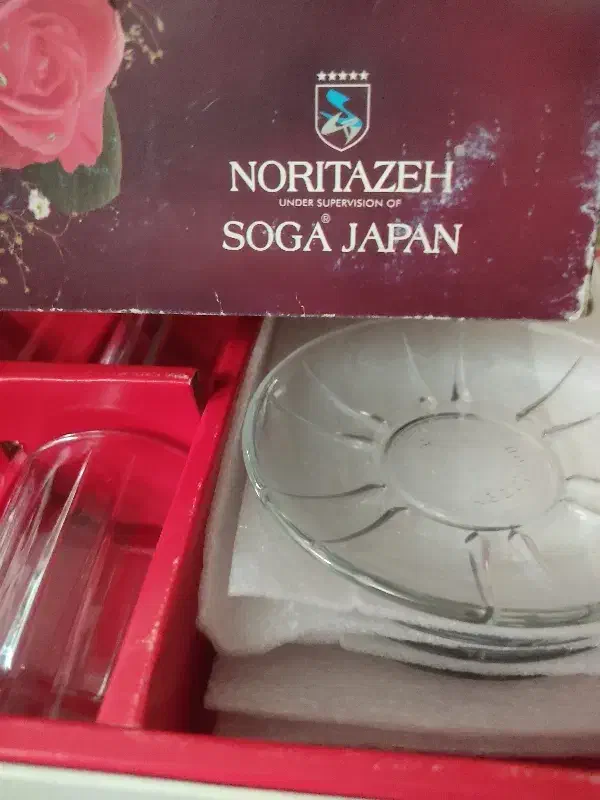 NORITAZEH®
UNDER SUPERVISION OF
®
SOGA JAPAN